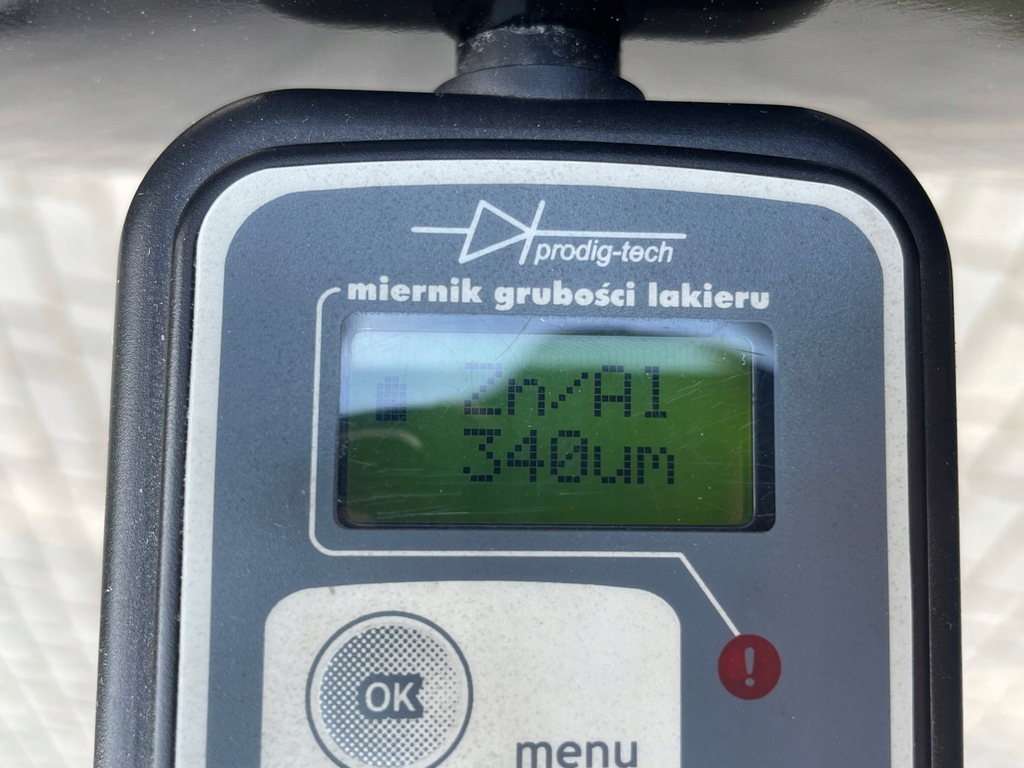 prodig-tech
miernik grubości lakieru
Zn/Al
340um
!
OK
menu